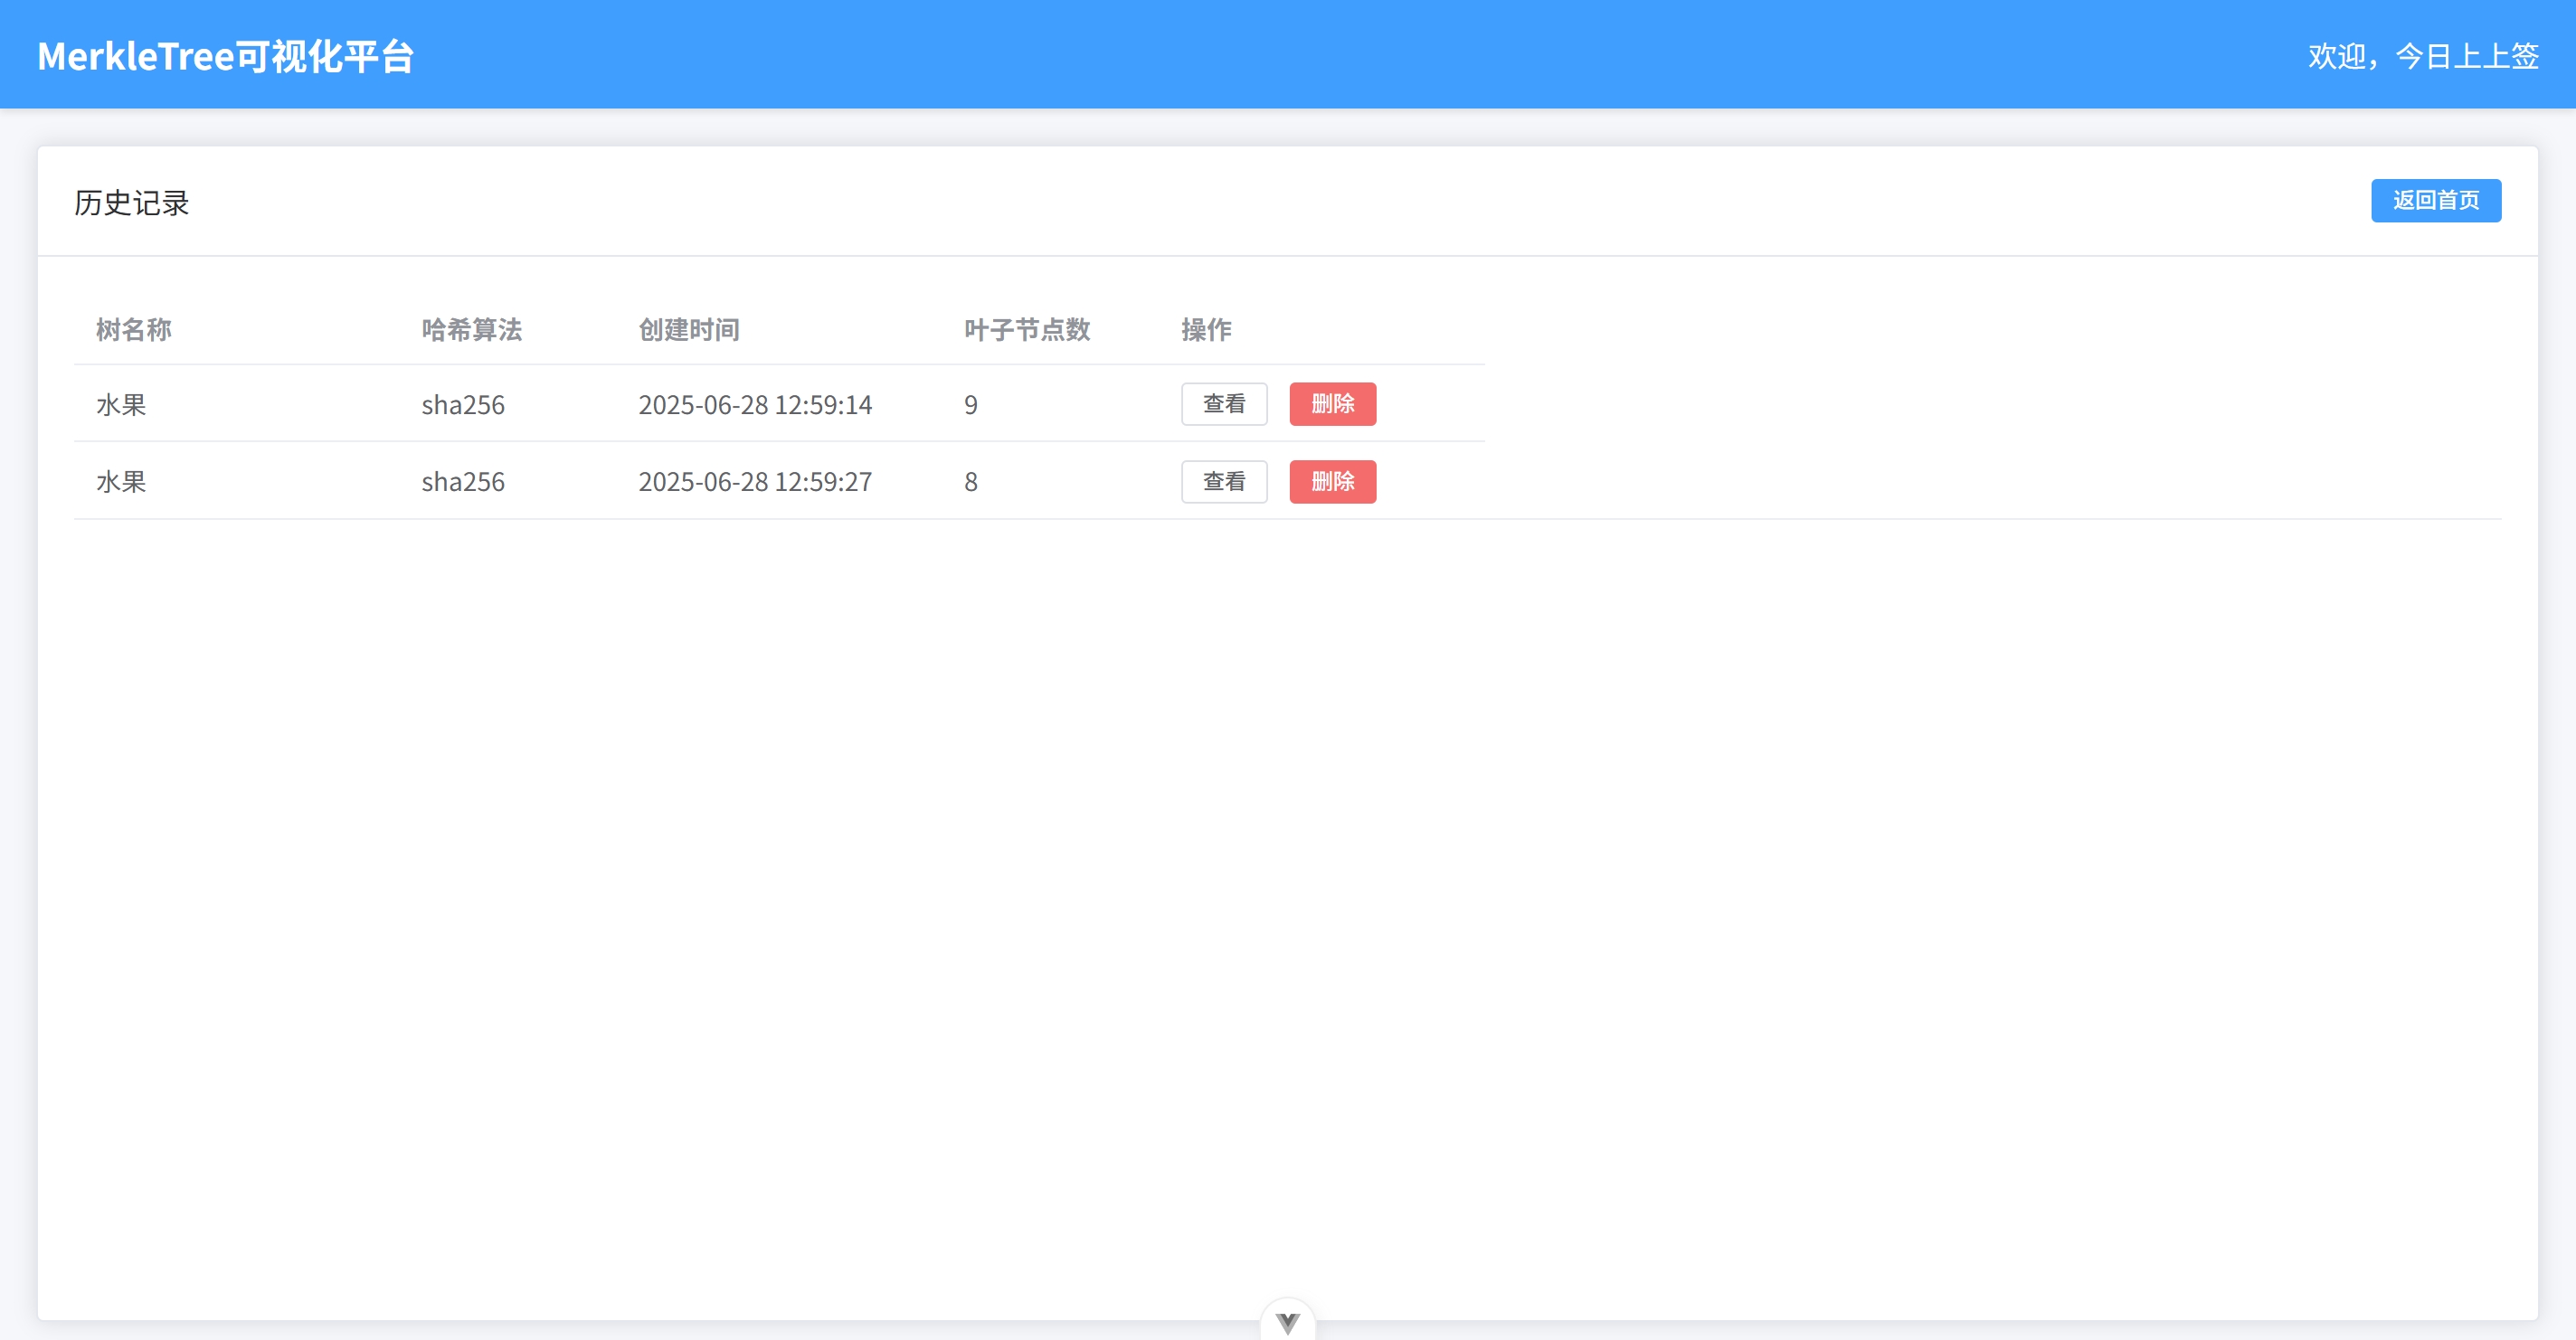 MerkleTree可视化平台
欢迎，今日上上签
历史记录
返回首页
树名称 哈希算法 创建时间 叶子节点数 操作
水果 sha256 2025-06-28 12:59:14 9 查看 删除
水果 sha256 2025-06-28 12:59:27 8 查看 删除